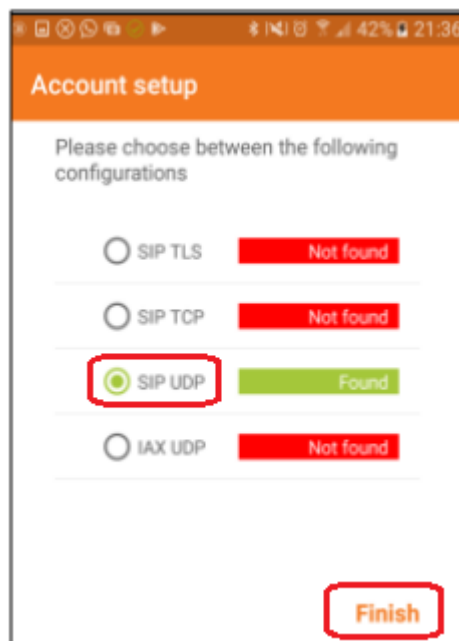 42% 21:36
Account setup
Please choose between the following
configurations
SIP TLS Not found
SIP TCP Not found
SIP UDP Found
IAX UDP Not found
Finish